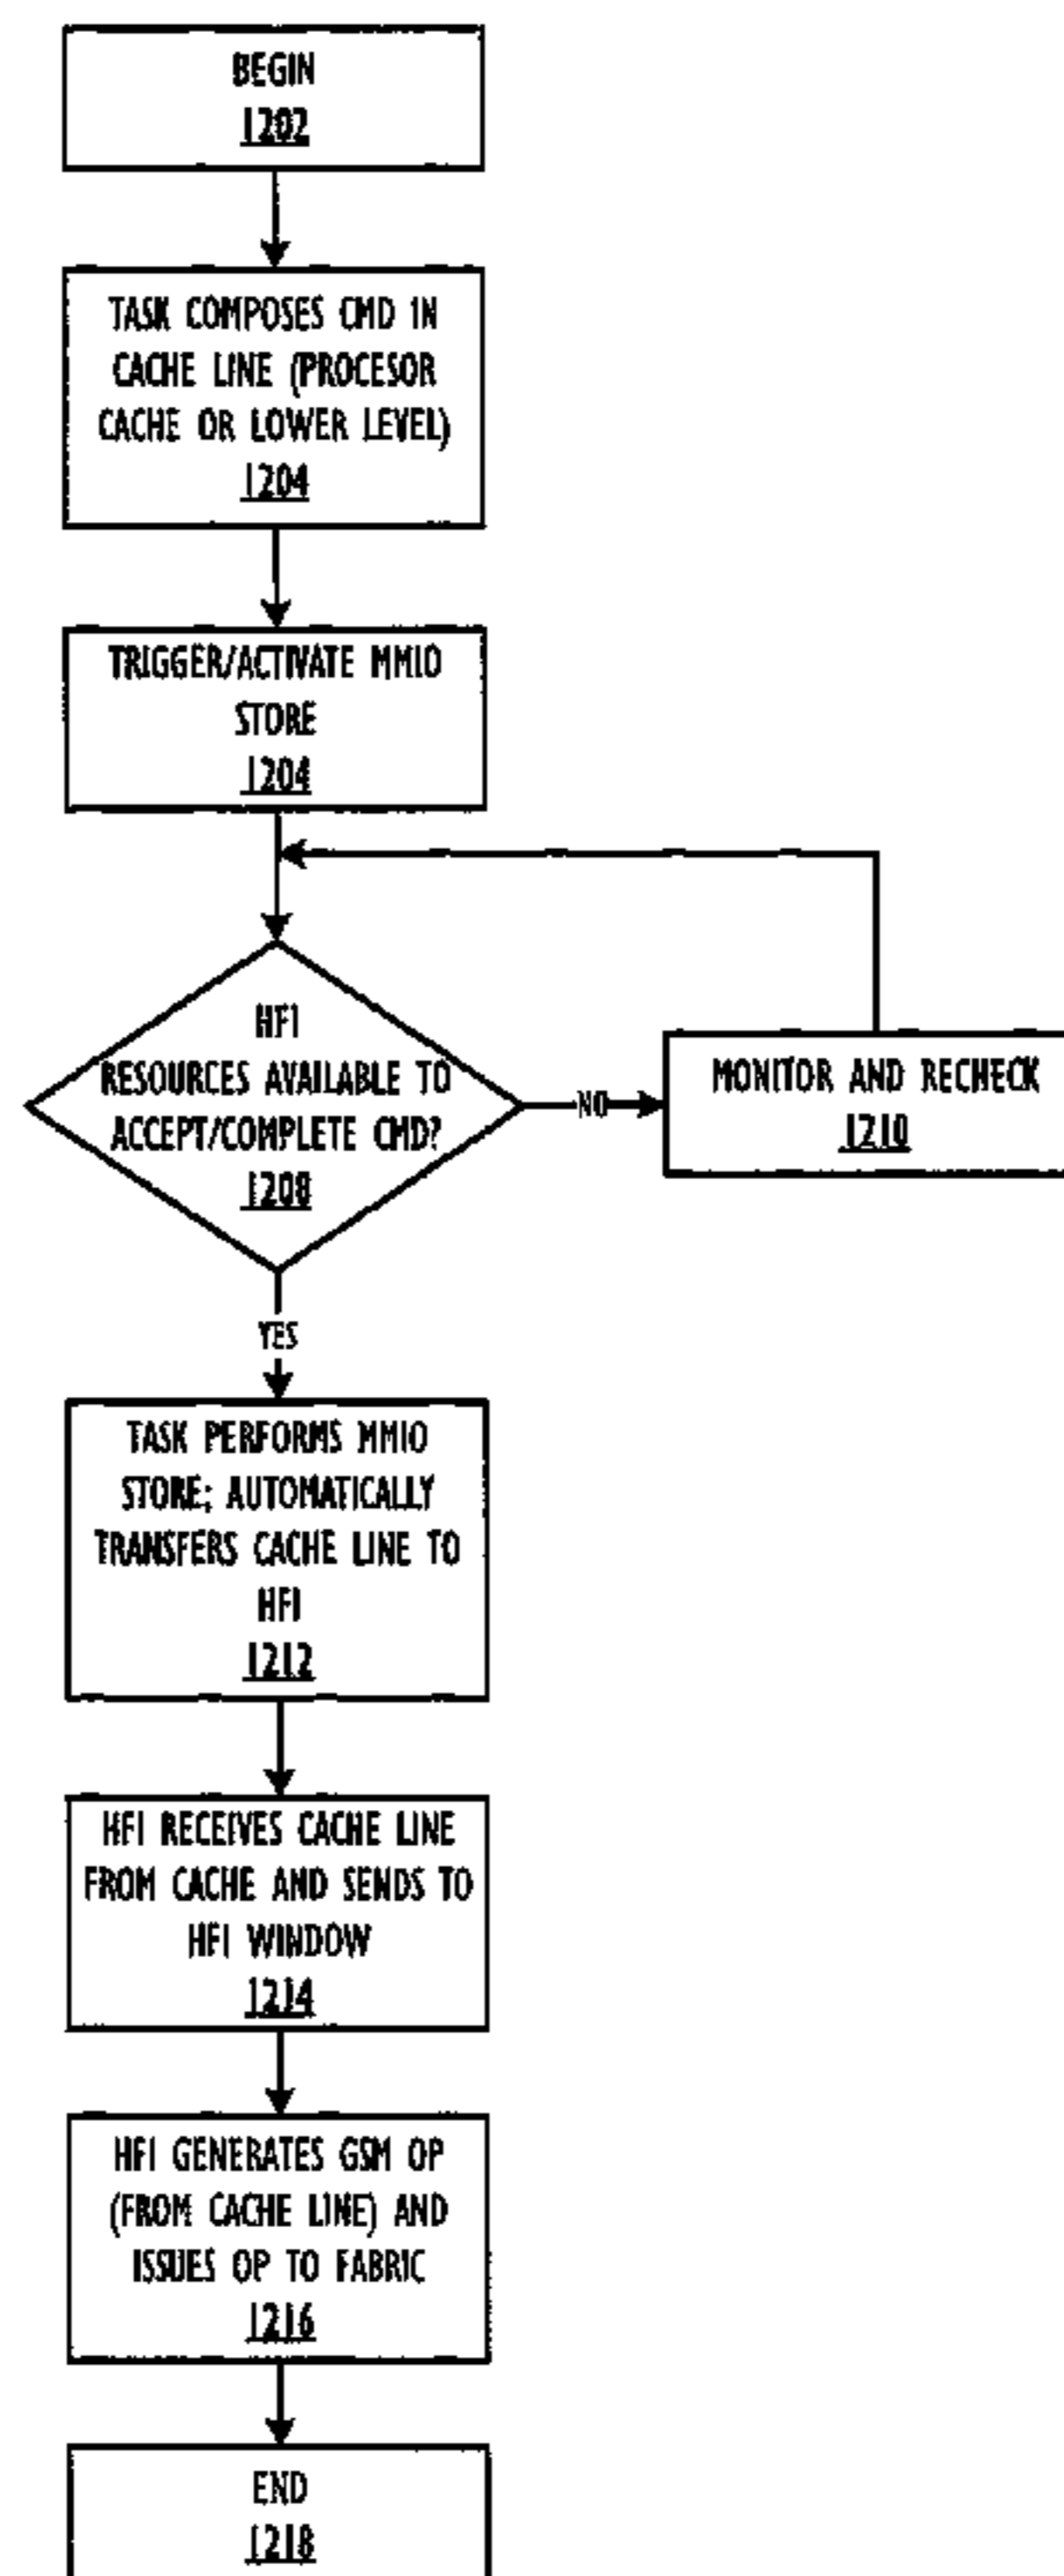 BEGIN
1202
TASK COMPOSES CMD IN
CACHE LINE (PROCESOR
CACHE OR LOWER LEVEL)
1204
TRIGGER/ACTIVATE MMIO
STORE
1204
HFI
RESOURCES AVAILABLE TO
ACCEPT/COMPLETE CMD?
1208
NO
MONITOR AND RECHECK
1210
YES
TASK PERFORMS MMIO
STORE; AUTOMATICALLY
TRANSFERS CACHE LINE TO
HFI
1212
HFI RECEIVES CACHE LINE
FROM CACHE AND SENDS TO
HFI WINDOW
1214
HFI GENERATES GSM OP
(FROM CACHE LINE) AND
ISSUES OP TO FABRIC
1216
END
1218